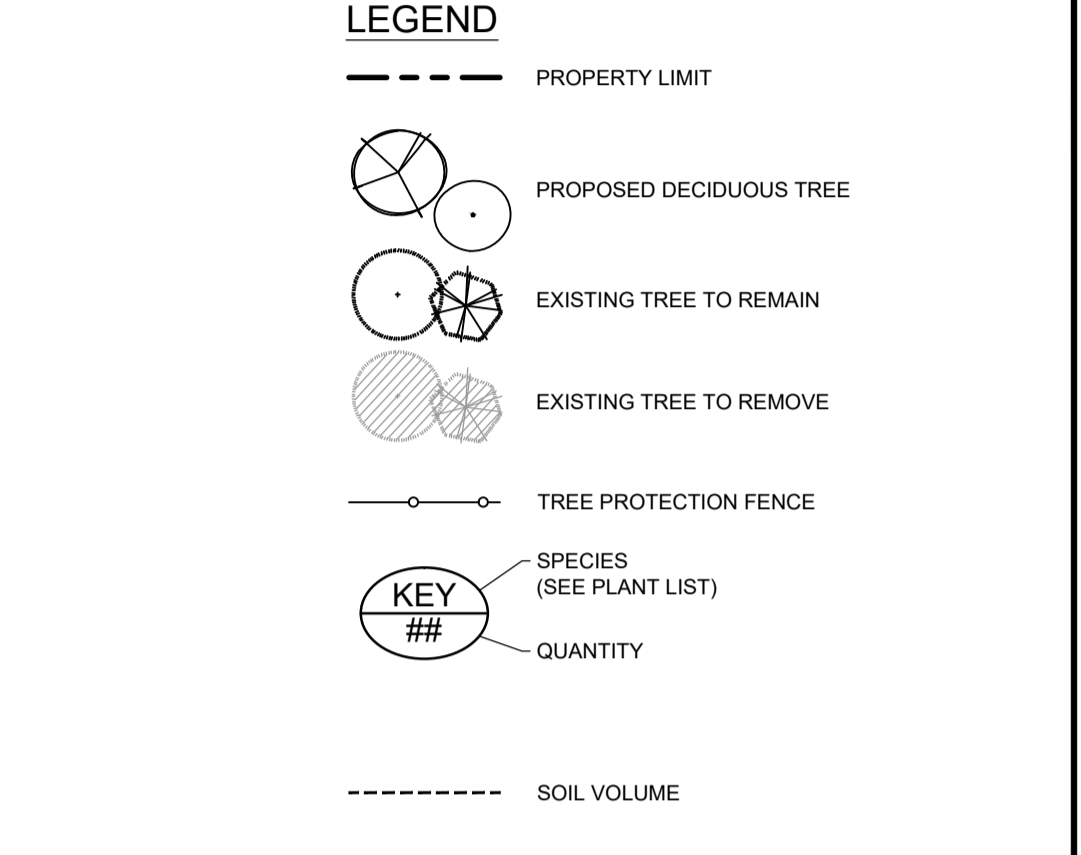 LEGEND
PROPERTY LIMIT
PROPOSED DECIDUOUS TREE
EXISTING TREE TO REMAIN
EXISTING TREE TO REMOVE
TREE PROTECTION FENCE
SPECIES
(SEE PLANT LIST)
KEY
##
QUANTITY
SOIL VOLUME